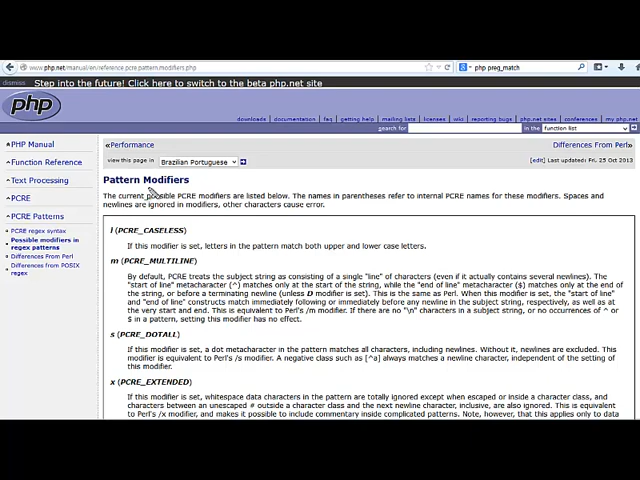 www.php.net/manual/en/reference.pcre.pattern.modifiers.php
php preg_match
dismiss Step into the future! Click here to switch to the beta php.net site
php
downloads | documentation | faq | getting help | mailing lists | licenses | wiki | reporting bugs | php.net sites | conferences | my php.net
search for in the function list
PHP Manual
Function Reference
Text Processing
PCRE
PCRE Patterns
PCRE regex syntax
Possible modifiers in
regex patterns
Differences From Perl
Differences from POSIX
regex
«Performance
Differences From Perl»
view this page in Brazilian Portuguese
[edit] Last updated: Fri, 25 Oct 2013
Pattern Modifiers
The current possible PCRE modifiers are listed below. The names in parentheses refer to internal PCRE names for these modifiers. Spaces and
newlines are ignored in modifiers, other characters cause error.
i (PCRE_CASELESS)
If this modifier is set, letters in the pattern match both upper and lower case letters.
m (PCRE_MULTILINE)
By default, PCRE treats the subject string as consisting of a single "line" of characters (even if it actually contains several newlines). The
"start of line" metacharacter (^) matches only at the start of the string, while the "end of line" metacharacter ($) matches only at the end of
the string, or before a terminating newline (unless D modifier is set). This is the same as Perl. When this modifier is set, the "start of line"
and "end of line" constructs match immediately following or immediately before any newline in the subject string, respectively, as well as at
the very start and end. This is equivalent to Perl's /m modifier. If there are no "\n" characters in a subject string, or no occurrences of ^ or
$ in a pattern, setting this modifier has no effect.
s (PCRE_DOTALL)
If this modifier is set, a dot metacharacter in the pattern matches all characters, including newlines. Without it, newlines are excluded. This
modifier is equivalent to Perl's /s modifier. A negative class such as [^a] always matches a newline character, independent of the setting of
this modifier.
x (PCRE_EXTENDED)
If this modifier is set, whitespace data characters in the pattern are totally ignored except when escaped or inside a character class, and
characters between an unescaped # outside a character class and the next newline character, inclusive, are also ignored. This is equivalent
to Perl's /x modifier, and makes it possible to include commentary inside complicated patterns. Note, however, that this applies only to data